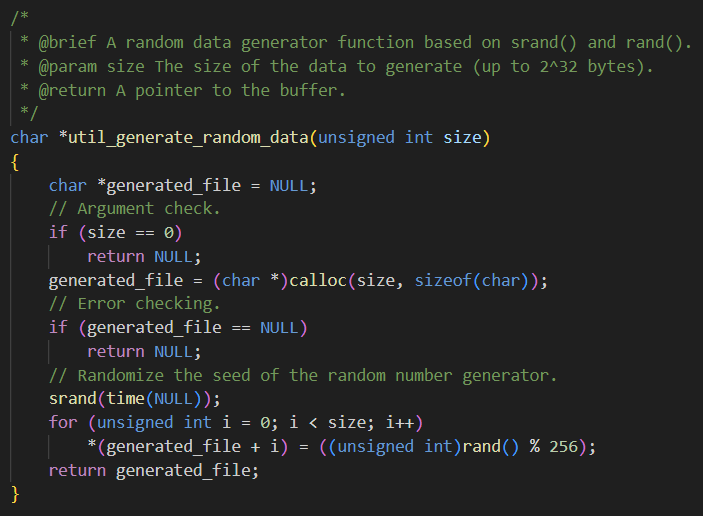 /*
 * @brief A random data generator function based on srand() and rand().
 * @param size The size of the data to generate (up to 2^32 bytes).
 * @return A pointer to the buffer.
 */
char *util_generate_random_data(unsigned int size)
{
    char *generated_file = NULL;
    // Argument check.
    if (size == 0)
        return NULL;
    generated_file = (char *)calloc(size, sizeof(char));
    // Error checking.
    if (generated_file == NULL)
        return NULL;
    // Randomize the seed of the random number generator.
    srand(time(NULL));
    for (unsigned int i = 0; i < size; i++)
        *(generated_file + i) = ((unsigned int)rand() % 256);
    return generated_file;
}